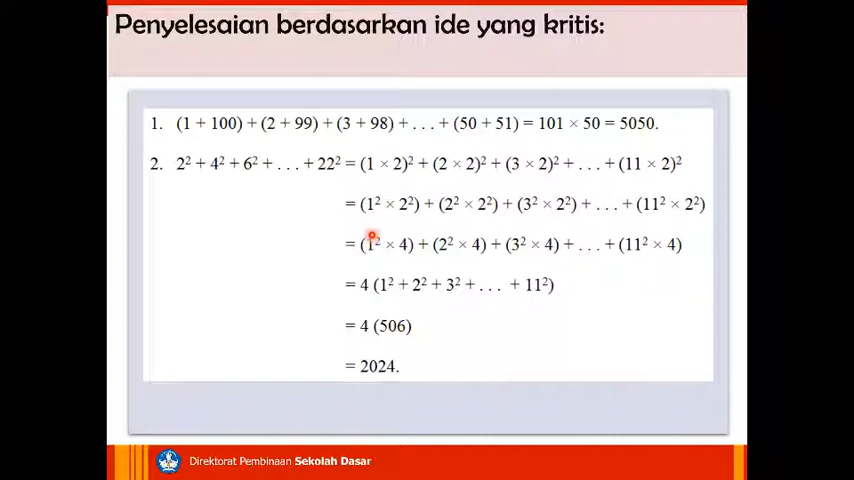 Penyelesaian berdasarkan ide yang kritis:
1. (1 + 100) + (2 + 99) + (3 + 98) + . . . + (50 + 51) = 101 × 50 = 5050.
2. 2² + 4² + 6² + . . . + 22² = (1 × 2)² + (2 × 2)² + (3 × 2)² + . . . + (11 × 2)²
= (1² × 2²) + (2² × 2²) + (3² × 2²) + . . . + (11² × 2²)
= (1² × 4) + (2² × 4) + (3² × 4) + . . . + (11² × 4)
= 4 (1² + 2² + 3² + . . . + 11²)
= 4 (506)
= 2024.
Direktorat Pembinaan Sekolah Dasar